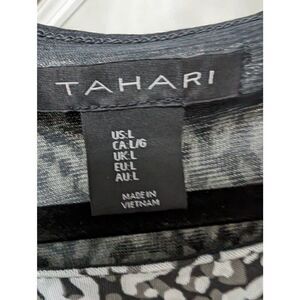 TAHARI
US:L
CA:L/G
UK:L
EU:L
AU:L
MADE IN
VIETNAM